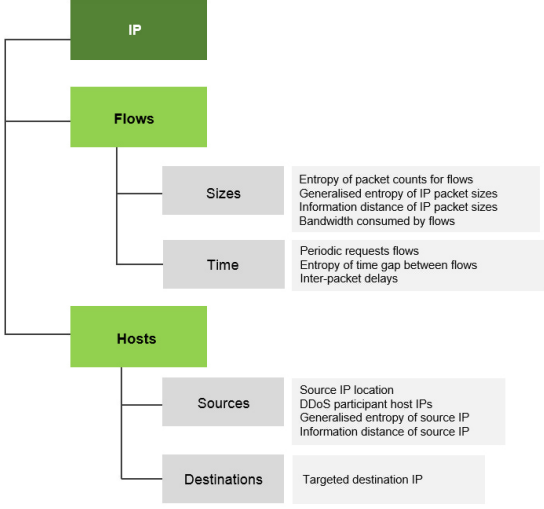 IP
Flows
Sizes
Entropy of packet counts for flows
Generalised entropy of IP packet sizes
Information distance of IP packet sizes
Bandwidth consumed by flows
Time
Periodic requests flows
Entropy of time gap between flows
Inter-packet delays
Hosts
Sources
Source IP location
DDoS participant host IPs
Generalised entropy of source IP
Information distance of source IP
Destinations
Targeted destination IP